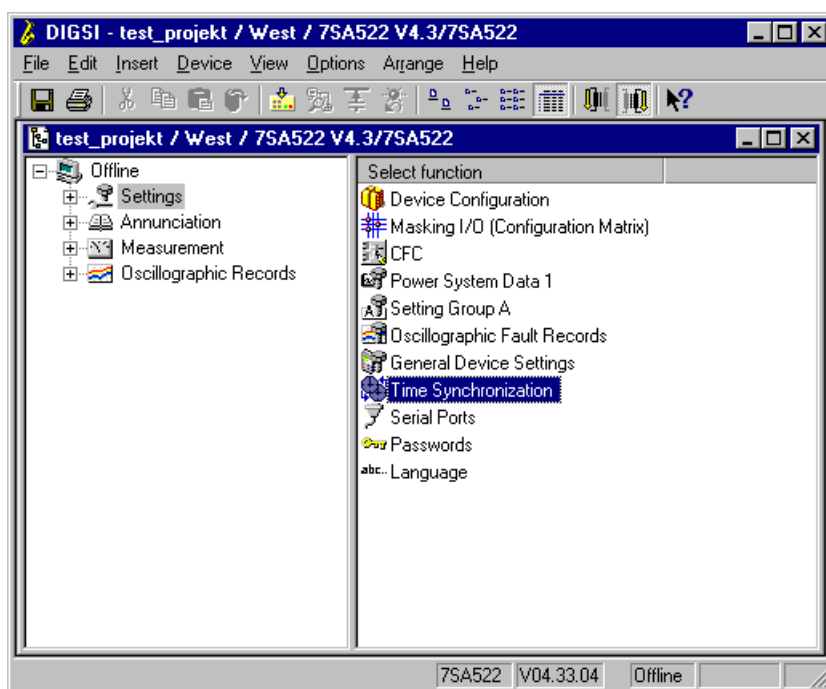 DIGSI - test_projekt / West / 7SA522 V4.3/7SA522
File Edit Insert Device View Options Arrange Help
test_projekt / West / 7SA522 V4.3/7SA522
Offline
Settings
Annunciation
Measurement
Oscillographic Records
Select function
Device Configuration
Masking I/O (Configuration Matrix)
CFC
Power System Data 1
Setting Group A
Oscillographic Fault Records
General Device Settings
Time Synchronization
Serial Ports
Passwords
abc.. Language
7SA522 V04.33.04 Offline